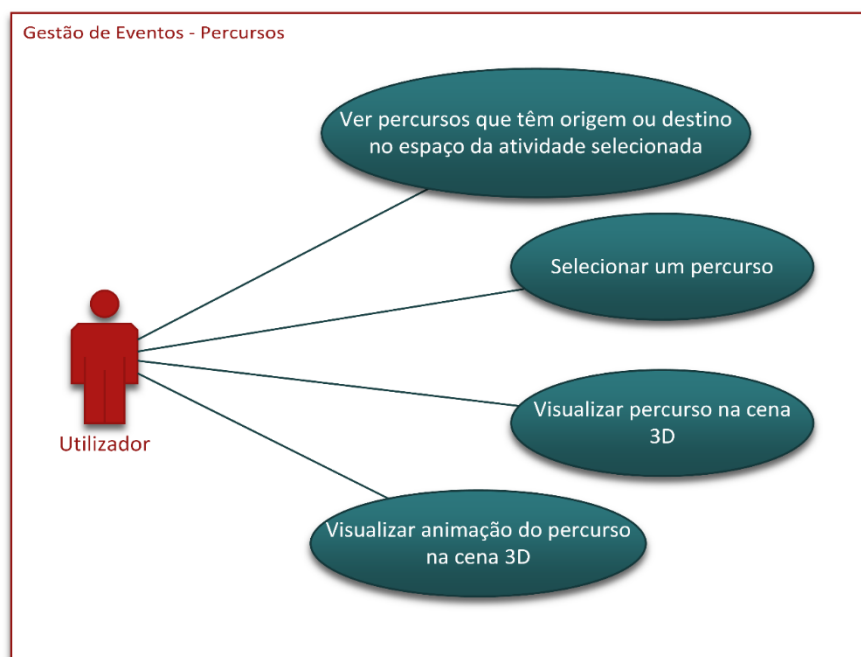 Gestão de Eventos - Percursos
Ver percursos que têm origem ou destino
no espaço da atividade selecionada
Selecionar um percurso
Visualizar percurso na cena
3D
Utilizador
Visualizar animação do percurso
na cena 3D